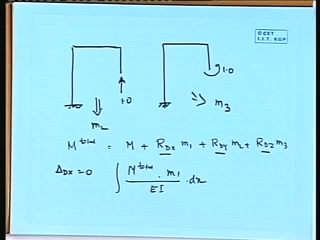 © CET
I.I.T. KGP
1.0
1.0
m₂
⇒ m₃
M^total = M + R_Dx m₁ + R_Dy m₂ + R_Dz m₃
Δ_Dx = 0 ∫ M^total . m₁ / EI . dx